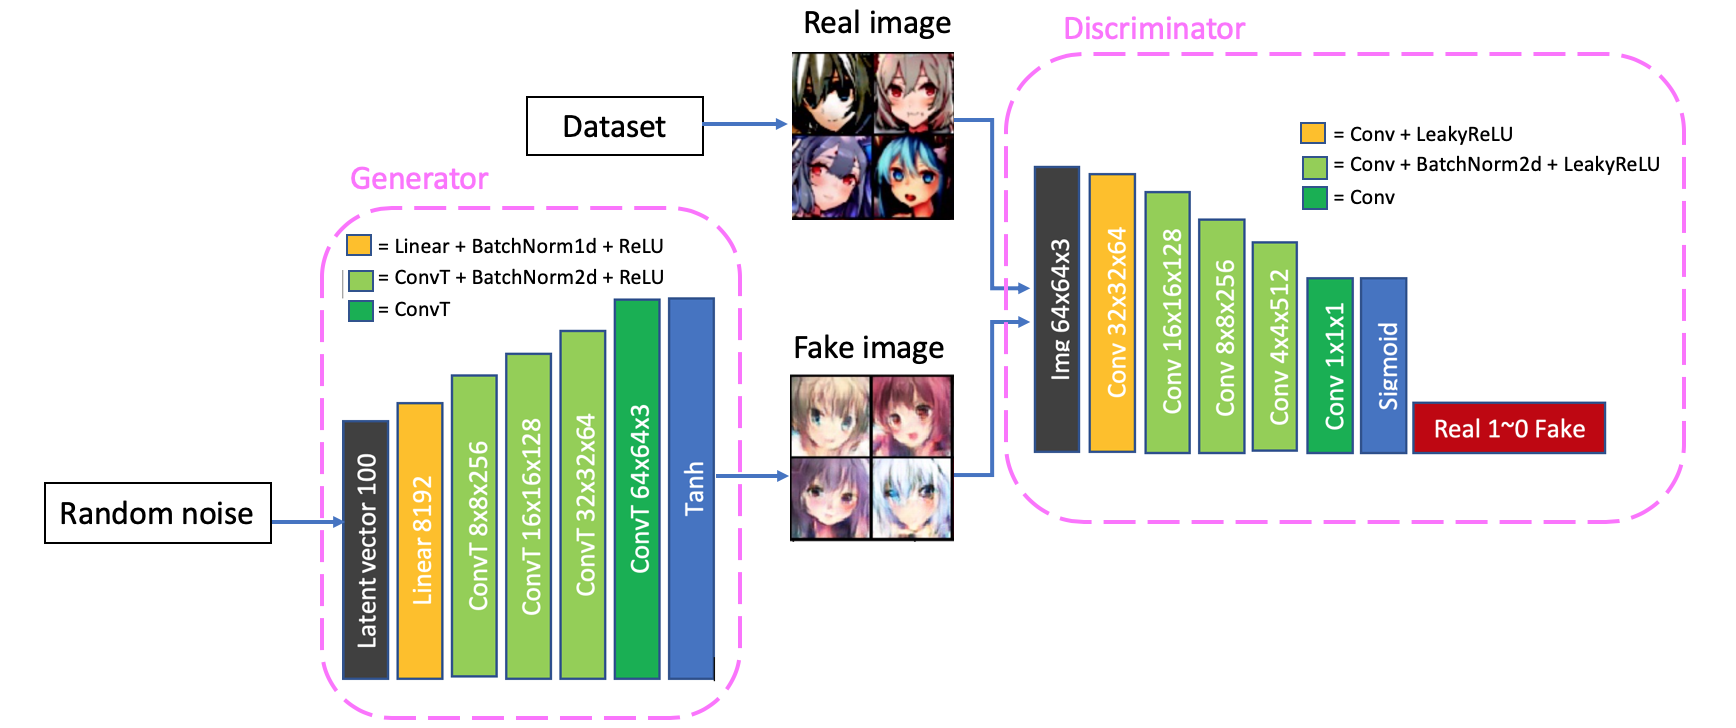 Real image
Discriminator
Dataset
= Conv + LeakyReLU
= Conv + BatchNorm2d + LeakyReLU
= Conv
Generator
= Linear + BatchNorm1d + ReLU
= ConvT + BatchNorm2d + ReLU
= ConvT
Img 64x64x3
Conv 32x32x64
Conv 16x16x128
Conv 8x8x256
Conv 4x4x512
Conv 1x1x1
Sigmoid
Real 1~0 Fake
Fake image
Random noise
Latent vector 100
Linear 8192
ConvT 8x8x256
ConvT 16x16x128
ConvT 32x32x64
ConvT 64x64x3
Tanh